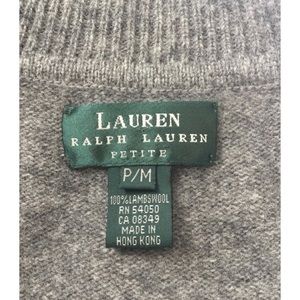 LAUREN
RALPH LAUREN
PETITE
P/M
100%LAMBSWOOL
RN 54050
CA 08349
MADE IN
HONG KONG